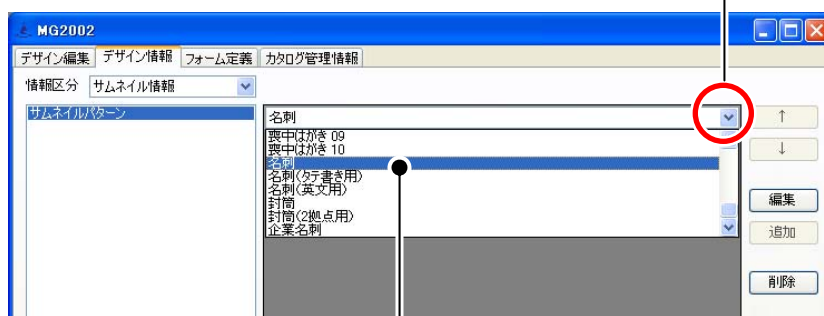 MG2002
デザイン編集 デザイン情報 フォーム定義 カタログ管理情報
情報区分 サムネイル情報
サムネイルパターン
名刺
喪中はがき 09
喪中はがき 10
名刺
名刺(タテ書き用)
名刺(英文用)
封筒
封筒(2拠点用)
企業名刺
↑
↓
編集
追加
削除